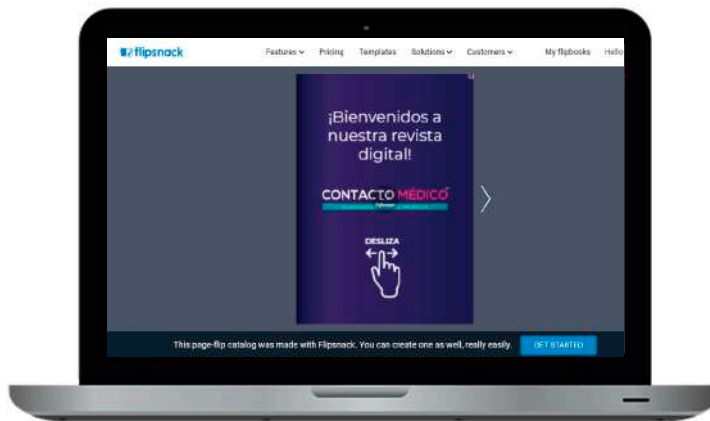 flipsnack Features Pricing Templates Solutions Customers My flipbooks Hello
¡Bienvenidos a
nuestra revista
digital!
CONTACTO MÉDICO
DESLIZA
This page-flip catalog was made with Flipsnack. You can create one as well, really easily. GET STARTED